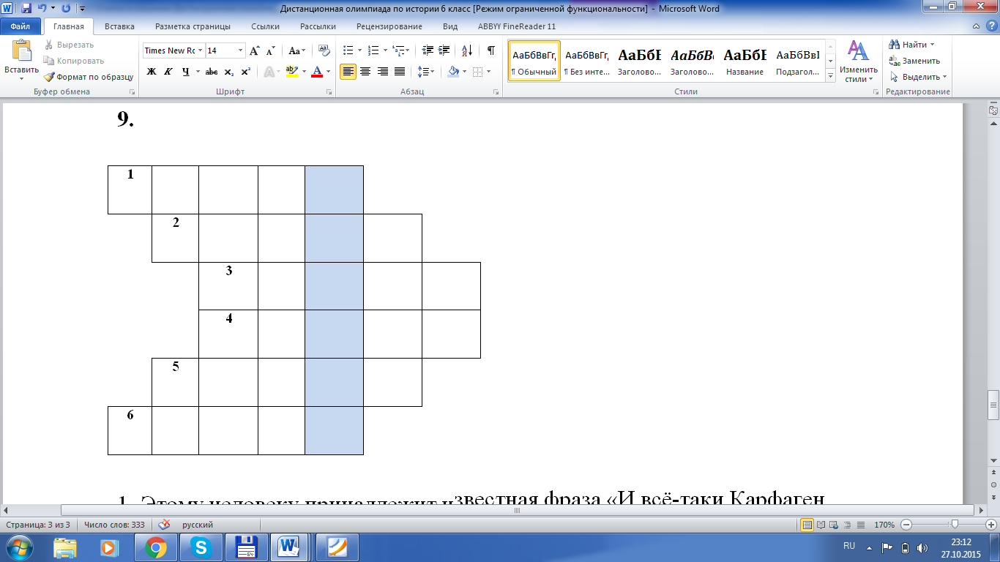 Дистанционная олимпиада по истории 6 класс [Режим ограниченной функциональности] - Microsoft Word
Файл Главная Вставка Разметка страницы Ссылки Рассылки Рецензирование Вид ABBYY FineReader 11
Вставить
Вырезать
Копировать
Формат по образцу
Буфер обмена
Times New Ro 14
Ж К Ч abc x₂ x²
Шрифт
Абзац
АаБбВвГг, АаБбВвГг, АаБбВ АаБбВв АаБбВ АаБбВвІ
¶ Обычный ¶ Без инте... Заголово... Заголово... Название Подзагол...
Стили
Изменить стили
Найти
Заменить
Выделить
Редактирование
9.
1
2
3
4
5
6
1. Этому человеку принадлежит известная фраза «И всё-таки Карфаген
Страница: 3 из 3 Число слов: 333 русский 170%
RU 23:12
27.10.2015